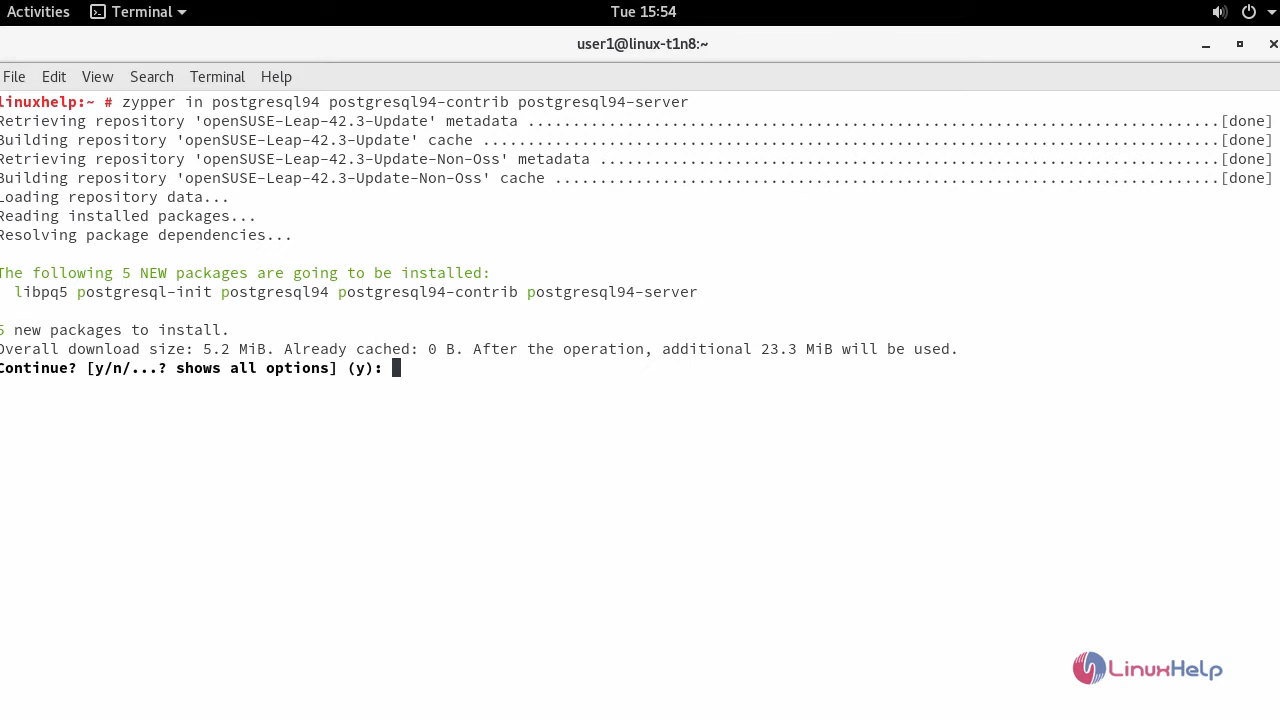 Activities Terminal Tue 15:54
user1@linux-t1n8:~
File Edit View Search Terminal Help
linuxhelp:~ # zypper in postgresql94 postgresql94-contrib postgresql94-server
Retrieving repository 'openSUSE-Leap-42.3-Update' metadata .............................................................................[done]
Building repository 'openSUSE-Leap-42.3-Update' cache ..................................................................................[done]
Retrieving repository 'openSUSE-Leap-42.3-Update-Non-Oss' metadata .....................................................................[done]
Building repository 'openSUSE-Leap-42.3-Update-Non-Oss' cache ..........................................................................[done]
Loading repository data...
Reading installed packages...
Resolving package dependencies...
The following 5 NEW packages are going to be installed:
libpq5 postgresql-init postgresql94 postgresql94-contrib postgresql94-server
5 new packages to install.
Overall download size: 5.2 MiB. Already cached: 0 B. After the operation, additional 23.3 MiB will be used.
Continue? [y/n/...? shows all options] (y):
LinuxHelp